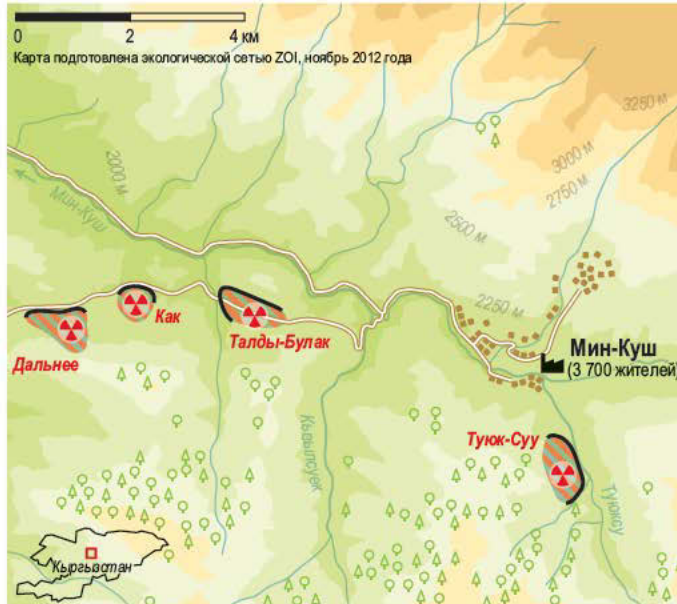 0 2 4 км
Карта подготовлена экологической сетью ZOI, ноябрь 2012 года
3250 м
3000 м
2750 м
2000 м
Мин-Куш
2500 м
2250 м
Как
Талды-Булак
Дальнее
Мин-Куш
(3 700 жителей)
Кызылсуек
Туюк-Суу
Туюксу
Кыргызстан